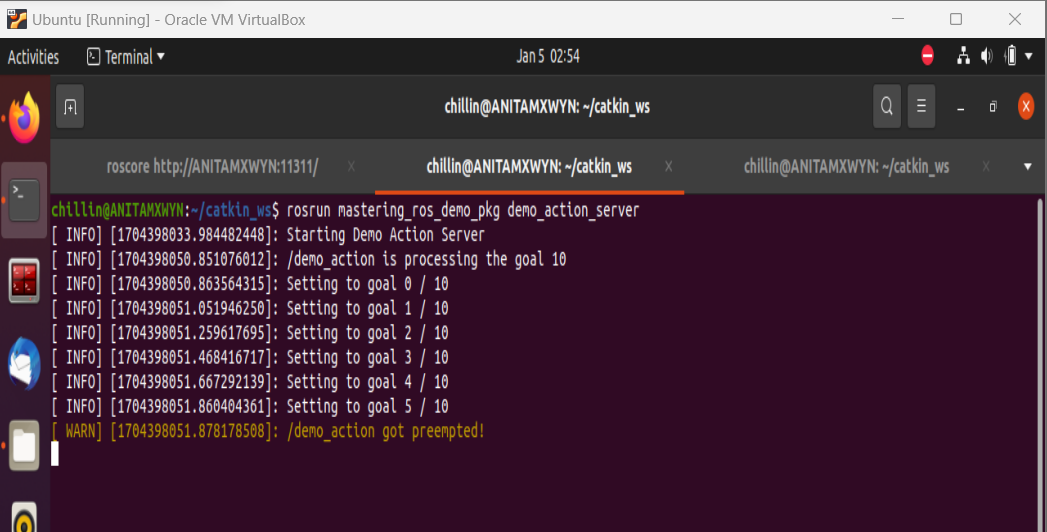 Ubuntu [Running] - Oracle VM VirtualBox
Activities Terminal Jan 5 02:54
chillin@ANITAMXWYN: ~/catkin_ws
roscore http://ANITAMXWYN:11311/ chillin@ANITAMXWYN: ~/catkin_ws chillin@ANITAMXWYN: ~/catkin_ws
chillin@ANITAMXWYN:~/catkin_ws$ rosrun mastering_ros_demo_pkg demo_action_server
[ INFO] [1704398033.984482448]: Starting Demo Action Server
[ INFO] [1704398050.851076012]: /demo_action is processing the goal 10
[ INFO] [1704398050.863564315]: Setting to goal 0 / 10
[ INFO] [1704398051.051946250]: Setting to goal 1 / 10
[ INFO] [1704398051.259617695]: Setting to goal 2 / 10
[ INFO] [1704398051.468416717]: Setting to goal 3 / 10
[ INFO] [1704398051.667292139]: Setting to goal 4 / 10
[ INFO] [1704398051.860404361]: Setting to goal 5 / 10
[ WARN] [1704398051.878178508]: /demo_action got preempted!